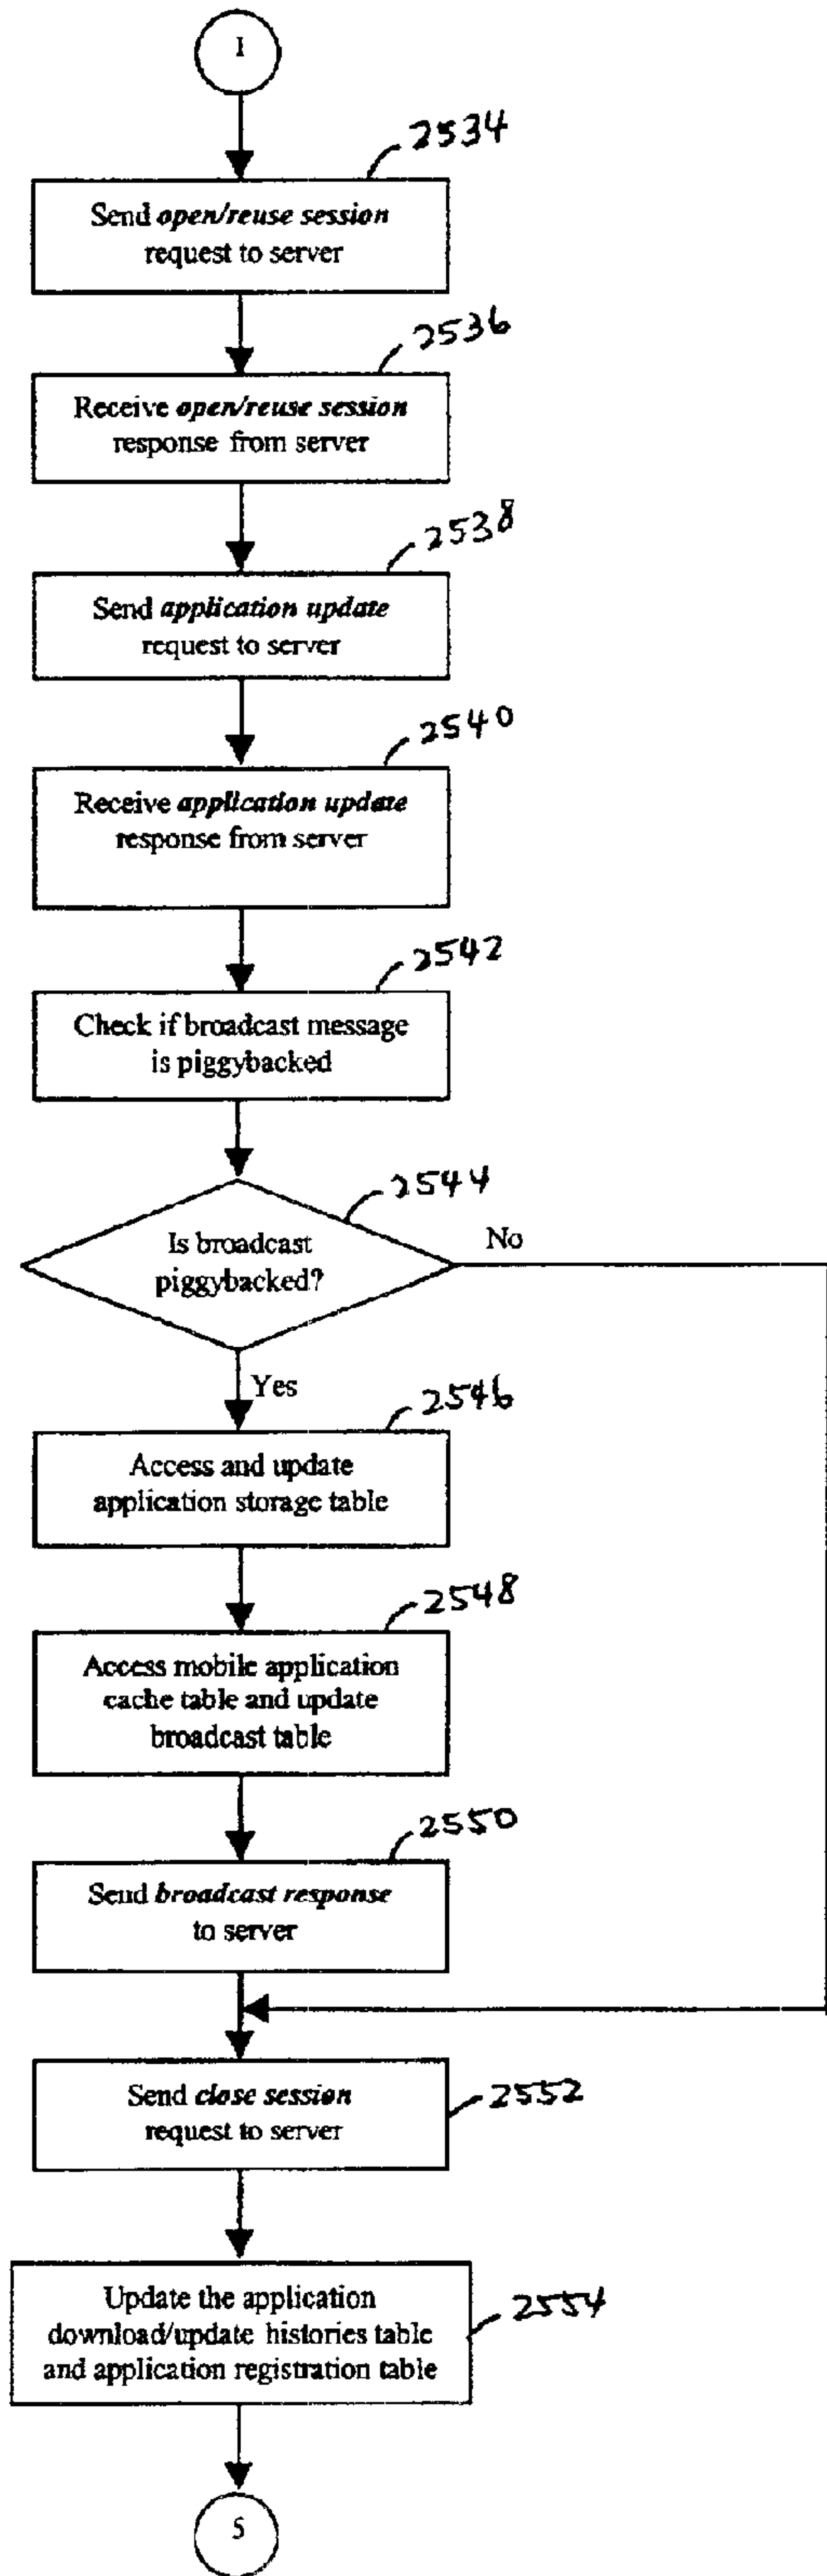 1
2534
Send open/reuse session
request to server
2536
Receive open/reuse session
response from server
2538
Send application update
request to server
2540
Receive application update
response from server
2542
Check if broadcast message
is piggybacked
2544
Is broadcast
piggybacked?
No
Yes
2546
Access and update
application storage table
2548
Access mobile application
cache table and update
broadcast table
2550
Send broadcast response
to server
Send close session
request to server
2552
Update the application
download/update histories table
and application registration table
2554
5